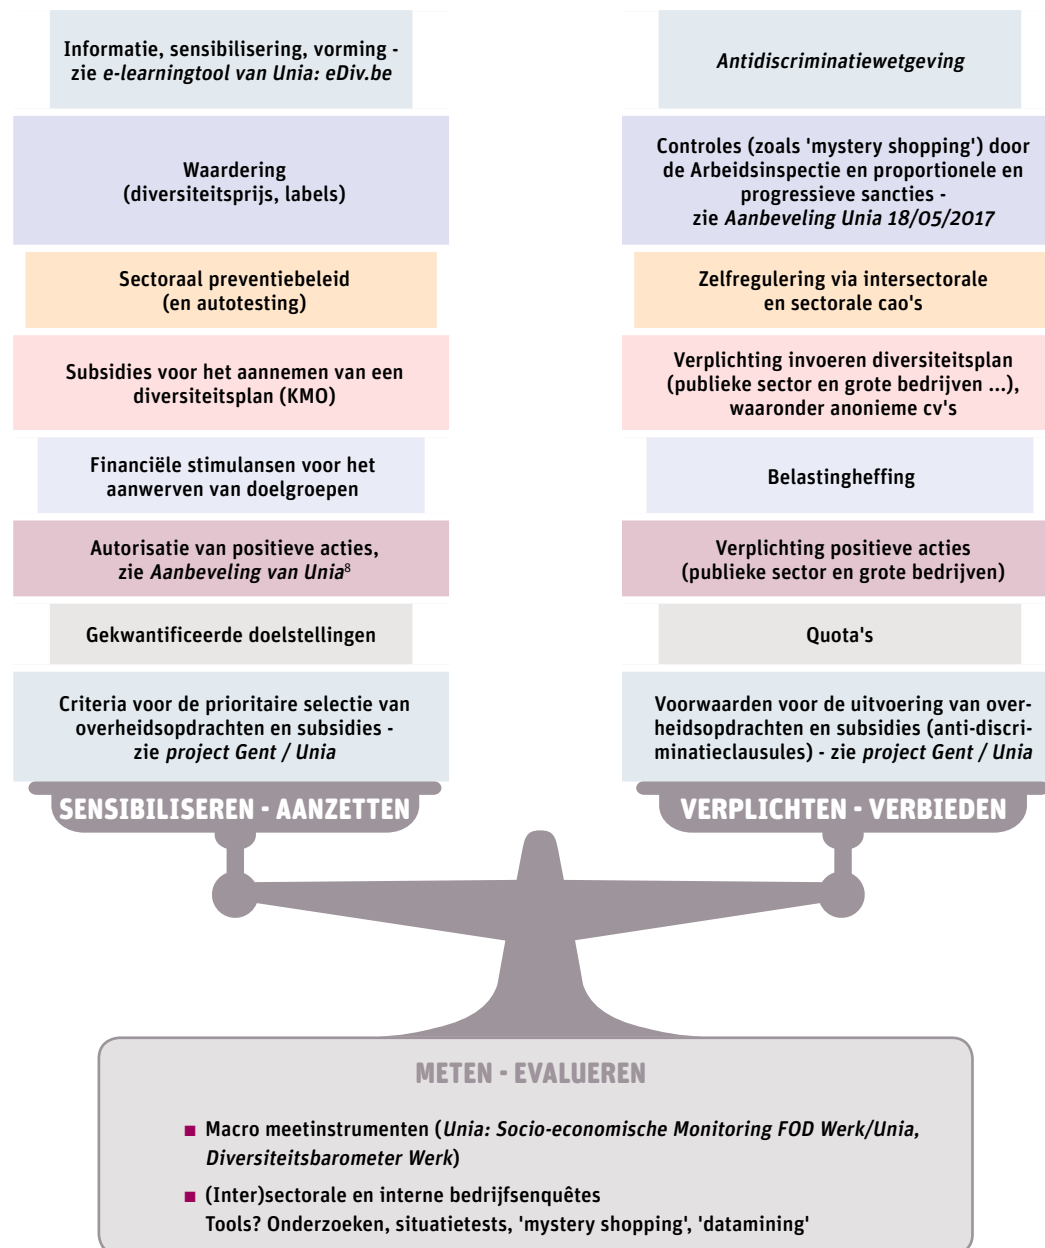 Informatie, sensibilisering, vorming -
zie e-learningtool van Unia: eDiv.be
Waardering
(diversiteitsprijs, labels)
Sectoraal preventiebeleid
(en autotesting)
Subsidies voor het aannemen van een
diversiteitsplan (KMO)
Financiële stimulansen voor het
aanwerven van doelgroepen
Autorisatie van positieve acties,
zie Aanbeveling van Unia⁸
Gekwantificeerde doelstellingen
Criteria voor de prioritaire selectie van
overheidsopdrachten en subsidies -
zie project Gent / Unia
SENSIBILISEREN - AANZETTEN
Antidiscriminatiewetgeving
Controles (zoals 'mystery shopping') door
de Arbeidsinspectie en proportionele en
progressieve sancties -
zie Aanbeveling Unia 18/05/2017
Zelfregulering via intersectorale
en sectorale cao's
Verplichting invoeren diversiteitsplan
(publieke sector en grote bedrijven ...),
waaronder anonieme cv's
Belastingheffing
Verplichting positieve acties
(publieke sector en grote bedrijven)
Quota's
Voorwaarden voor de uitvoering van over-
heidsopdrachten en subsidies (anti-discri-
minatieclausules) - zie project Gent / Unia
VERPLICHTEN - VERBIEDEN
METEN - EVALUEREN
■ Macro meetinstrumenten (Unia: Socio-economische Monitoring FOD Werk/Unia,
Diversiteitsbarometer Werk)
■ (Inter)sectorale en interne bedrijfsenquêtes
Tools? Onderzoeken, situatietests, 'mystery shopping', 'datamining'